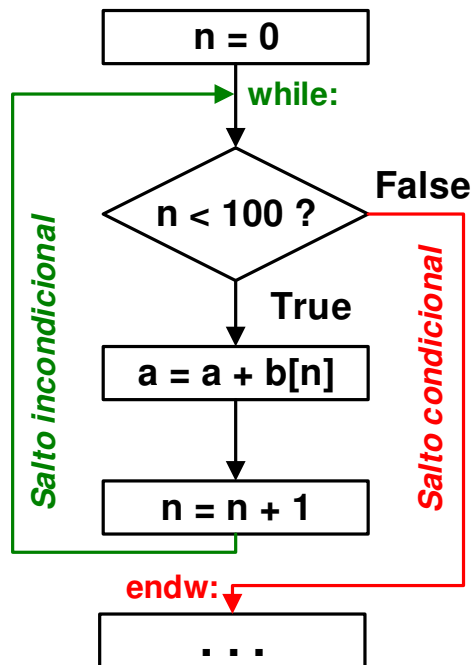 n = 0
while:
n < 100 ?
False
True
Salto incondicional
Salto condicional
a = a + b[n]
n = n + 1
endw:
. . .